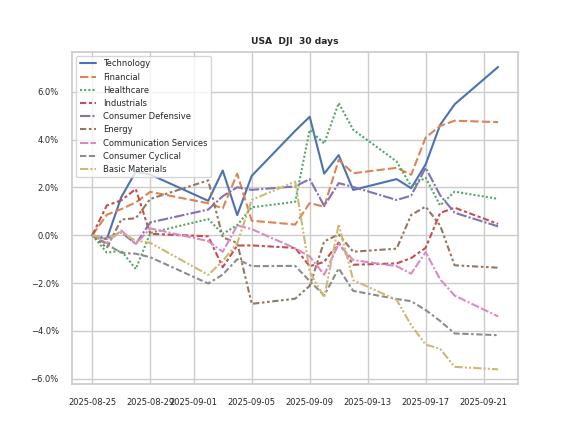 USA DJI 30 days
Technology
Financial
Healthcare
Industrials
Consumer Defensive
Energy
Communication Services
Consumer Cyclical
Basic Materials
6.0%
4.0%
2.0%
0.0%
−2.0%
−4.0%
−6.0%
2025-08-25 2025-08-29 2025-09-01 2025-09-05 2025-09-09 2025-09-13 2025-09-17 2025-09-21